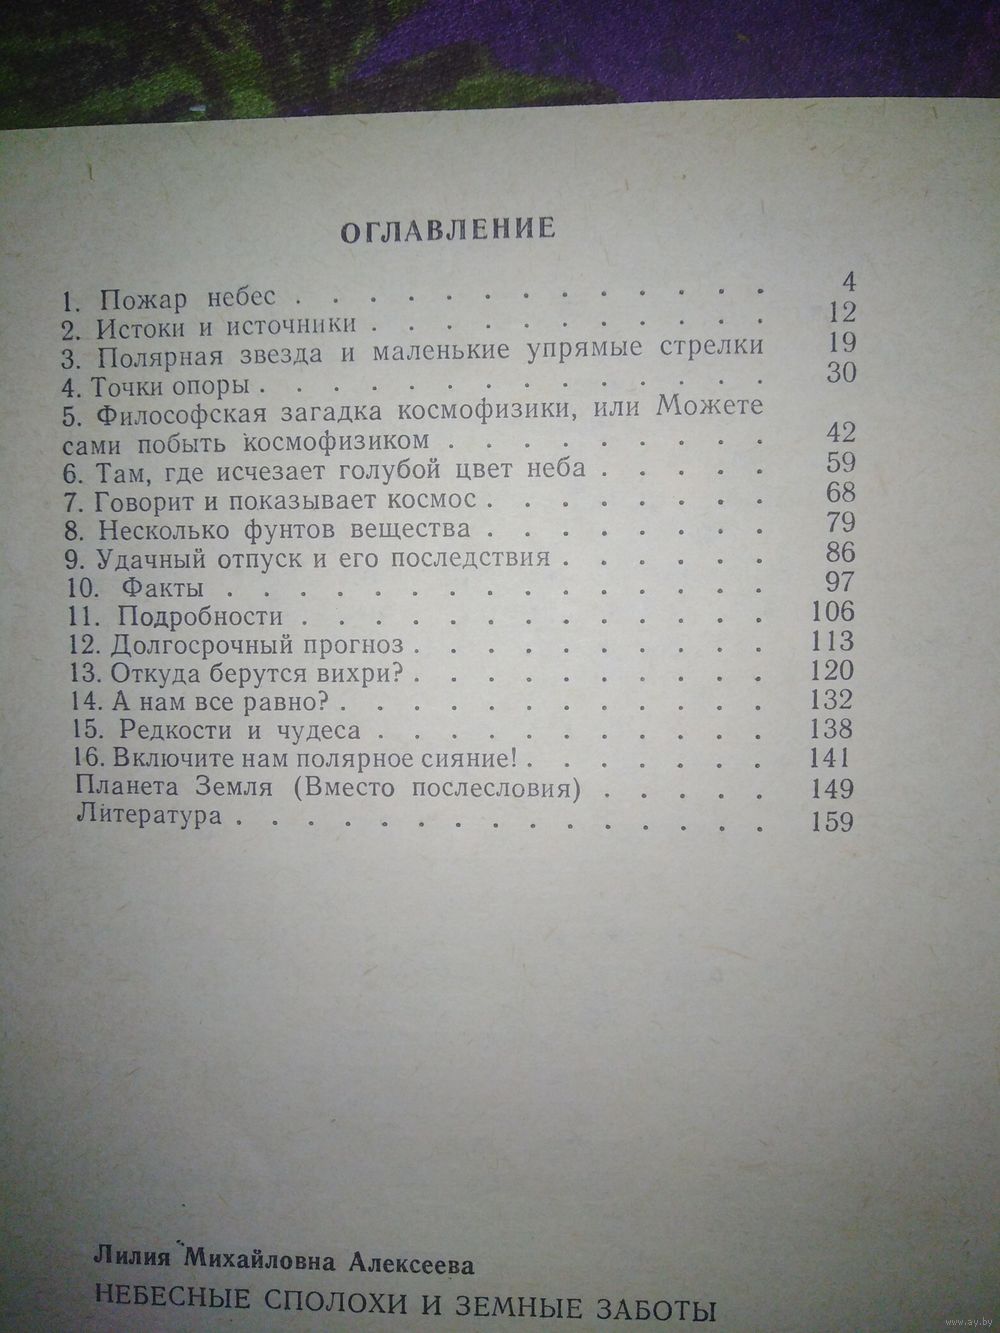 ОГЛАВЛЕНИЕ
1. Пожар небес . . . . . . . . . . . . . 4
2. Истоки и источники . . . . . . . . . . . 12
3. Полярная звезда и маленькие упрямые стрелки 19
4. Точки опоры . . . . . . . . . . . . . . 30
5. Философская загадка космофизики, или Можете
сами побыть космофизиком . . . . . . . . . 42
6. Там, где исчезает голубой цвет неба . . . . . 59
7. Говорит и показывает космос . . . . . . . . 68
8. Несколько фунтов вещества . . . . . . . . 79
9. Удачный отпуск и его последствия . . . . . . 86
10. Факты . . . . . . . . . . . . . . . 97
11. Подробности . . . . . . . . . . . . . 106
12. Долгосрочный прогноз . . . . . . . . . . 113
13. Откуда берутся вихри? . . . . . . . . . . 120
14. А нам все равно? . . . . . . . . . . . . 132
15. Редкости и чудеса . . . . . . . . . . . 138
16. Включите нам полярное сияние! . . . . . . . 141
Планета Земля (Вместо послесловия) . . . . . 149
Литература . . . . . . . . . . . . . . . 159
Лилия Михайловна Алексеева
НЕБЕСНЫЕ СПОЛОХИ И ЗЕМНЫЕ ЗАБОТЫ
www.ay.by